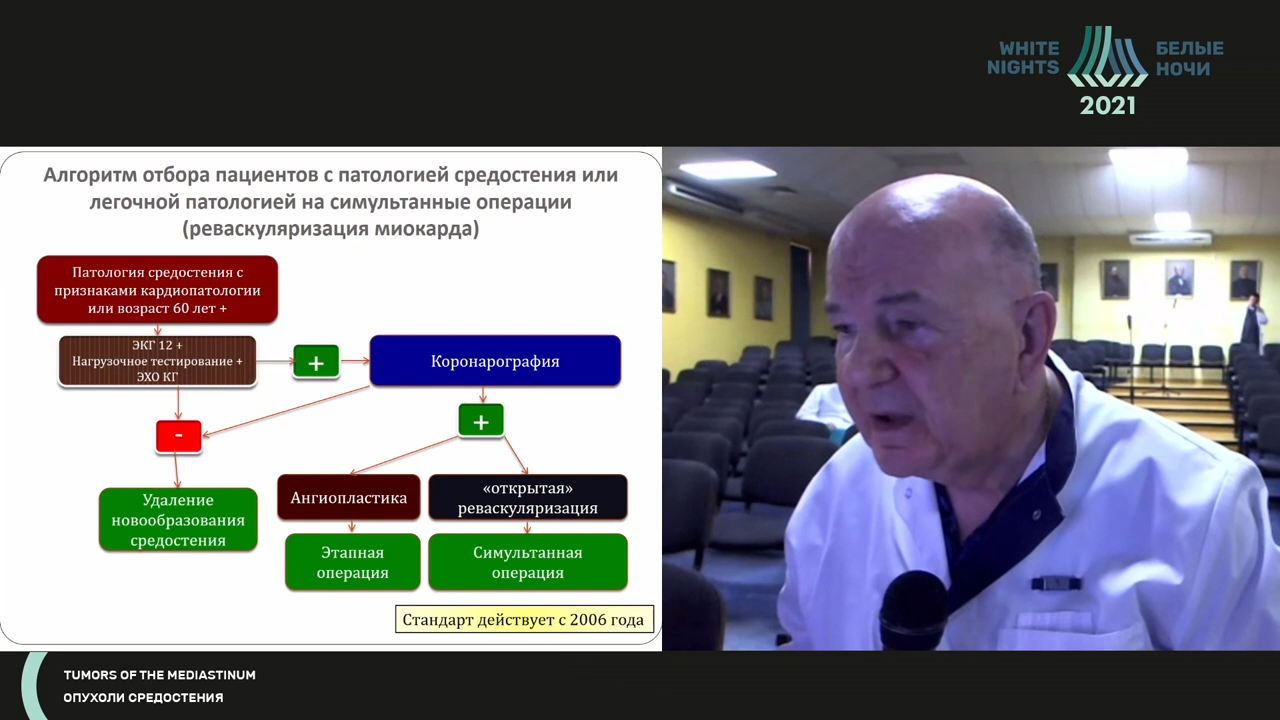 WHITE
NIGHTS
БЕЛЫЕ
НОЧИ
2021
Алгоритм отбора пациентов с патологией средостения или
легочной патологией на симультанные операции
(реваскуляризация миокарда)
Патология средостения с
признаками кардиопатологии
или возраст 60 лет +
ЭКГ 12 +
Нагрузочное тестирование +
ЭХО КГ
+
Коронарография
-
+
Удаление
новообразования
средостения
Ангиопластика
«открытая»
реваскуляризация
Этапная
операция
Симультанная
операция
Стандарт действует с 2006 года
TUMORS OF THE MEDIASTINUM
ОПУХОЛИ СРЕДОСТЕНИЯ